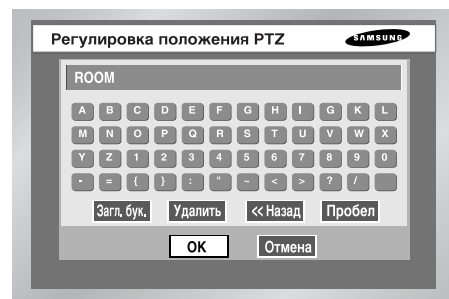 Регулировка положения PTZ SAMSUNG
ROOM
A B C D E F G H I G K L
M N O P Q R S T U V W X
Y Z 1 2 3 4 5 6 7 8 9 0
- = { } : " ~ < > ? /
Загл. бук. Удалить <<Назад Пробел
OK Отмена